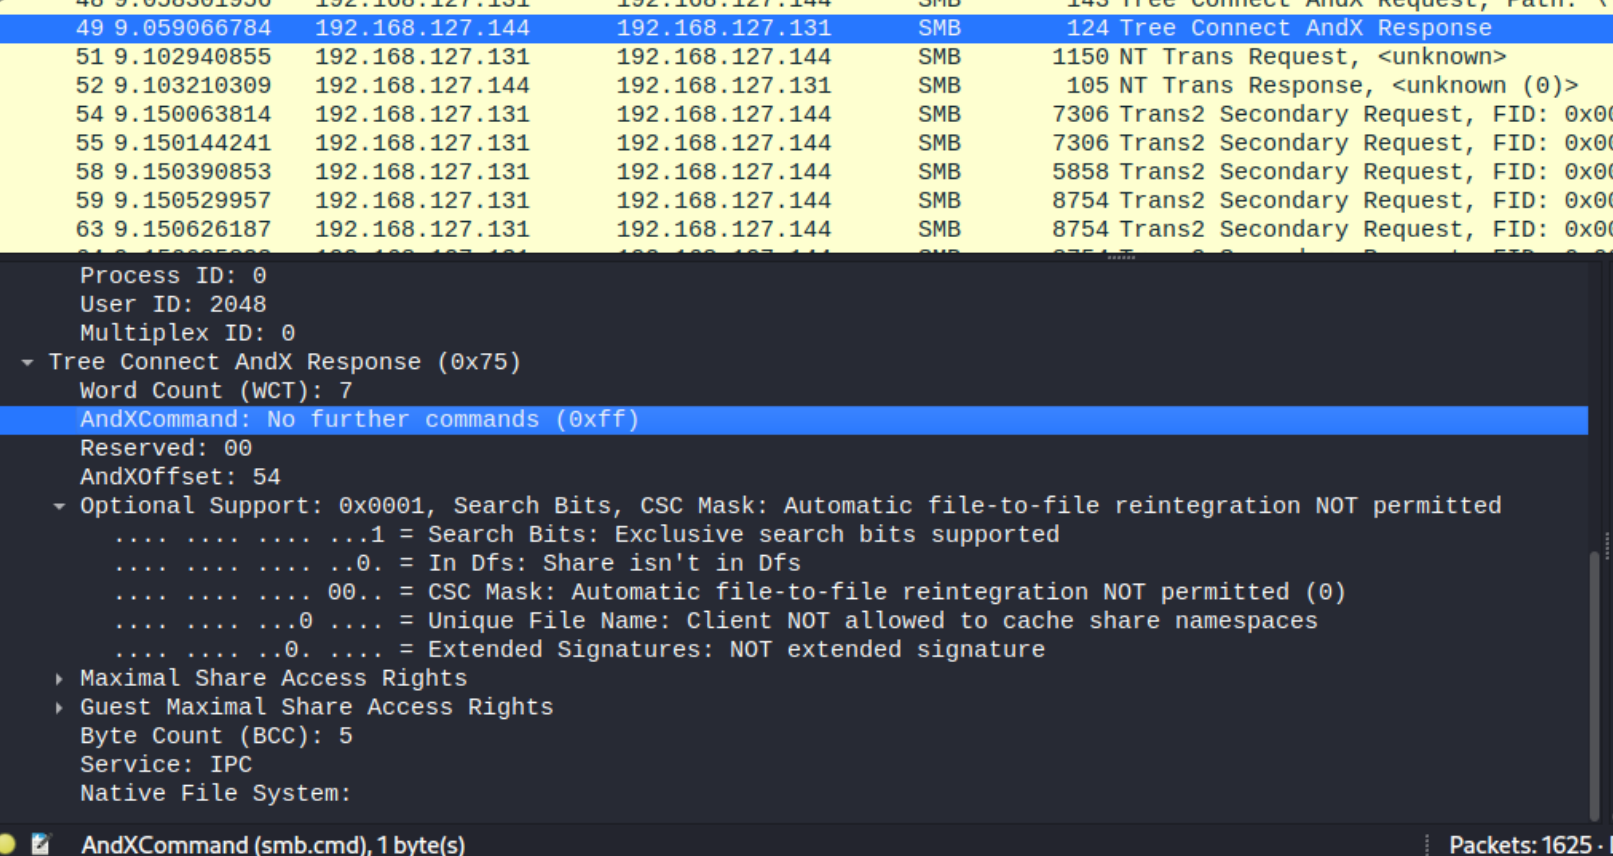 48 9.058301956 192.168.127.131 192.168.127.144 SMB 143 Tree Connect AndX Request, Path: \
49 9.059066784 192.168.127.144 192.168.127.131 SMB 124 Tree Connect AndX Response
51 9.102940855 192.168.127.131 192.168.127.144 SMB 1150 NT Trans Request, <unknown>
52 9.103210309 192.168.127.144 192.168.127.131 SMB 105 NT Trans Response, <unknown (0)>
54 9.150063814 192.168.127.131 192.168.127.144 SMB 7306 Trans2 Secondary Request, FID: 0x00
55 9.150144241 192.168.127.131 192.168.127.144 SMB 7306 Trans2 Secondary Request, FID: 0x00
58 9.150390853 192.168.127.131 192.168.127.144 SMB 5858 Trans2 Secondary Request, FID: 0x00
59 9.150529957 192.168.127.131 192.168.127.144 SMB 8754 Trans2 Secondary Request, FID: 0x00
63 9.150626187 192.168.127.131 192.168.127.144 SMB 8754 Trans2 Secondary Request, FID: 0x00
Process ID: 0
User ID: 2048
Multiplex ID: 0
Tree Connect AndX Response (0x75)
Word Count (WCT): 7
AndXCommand: No further commands (0xff)
Reserved: 00
AndXOffset: 54
Optional Support: 0x0001, Search Bits, CSC Mask: Automatic file-to-file reintegration NOT permitted
.... .... .... ...1 = Search Bits: Exclusive search bits supported
.... .... .... ..0. = In Dfs: Share isn't in Dfs
.... .... .... 00.. = CSC Mask: Automatic file-to-file reintegration NOT permitted (0)
.... .... ...0 .... = Unique File Name: Client NOT allowed to cache share namespaces
.... .... ..0. .... = Extended Signatures: NOT extended signature
Maximal Share Access Rights
Guest Maximal Share Access Rights
Byte Count (BCC): 5
Service: IPC
Native File System:
AndXCommand (smb.cmd), 1 byte(s)
Packets: 1625 ·